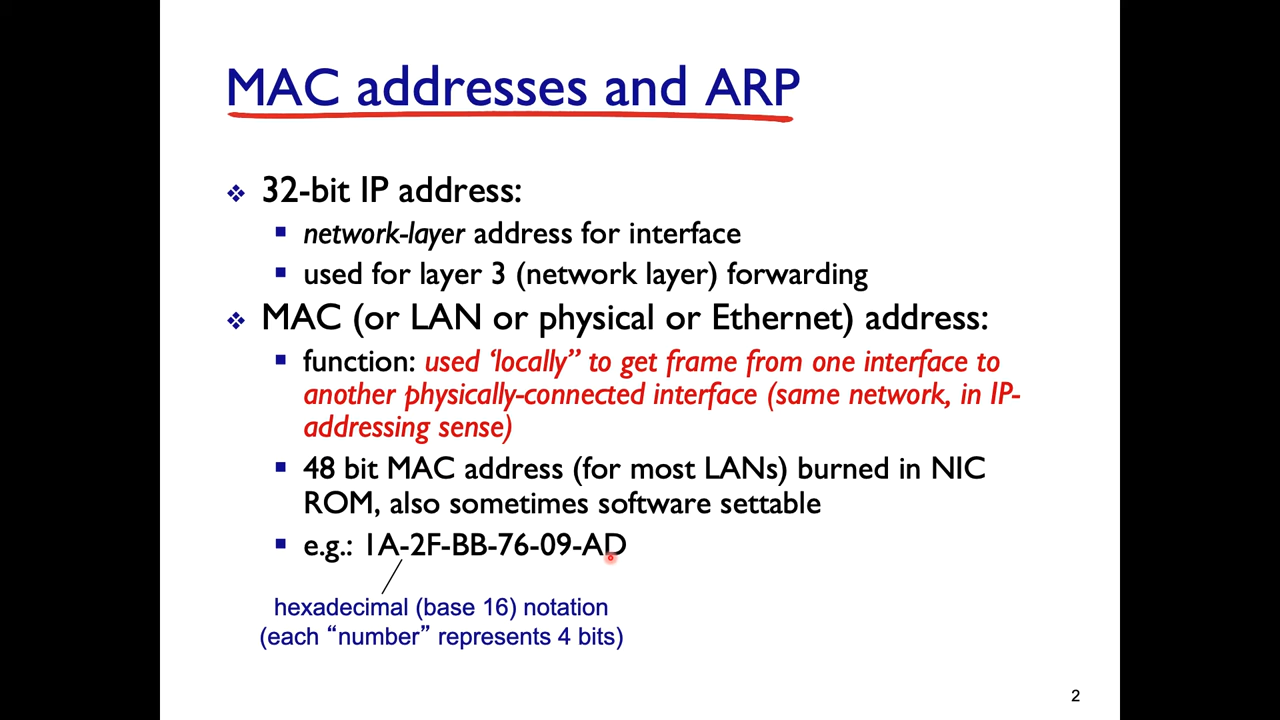 MAC addresses and ARP
❖ 32-bit IP address:
▪ network-layer address for interface
▪ used for layer 3 (network layer) forwarding
❖ MAC (or LAN or physical or Ethernet) address:
▪ function: used ‘locally” to get frame from one interface to
another physically-connected interface (same network, in IP-
addressing sense)
▪ 48 bit MAC address (for most LANs) burned in NIC
ROM, also sometimes software settable
▪ e.g.: 1A-2F-BB-76-09-AD
hexadecimal (base 16) notation
(each “number” represents 4 bits)
2